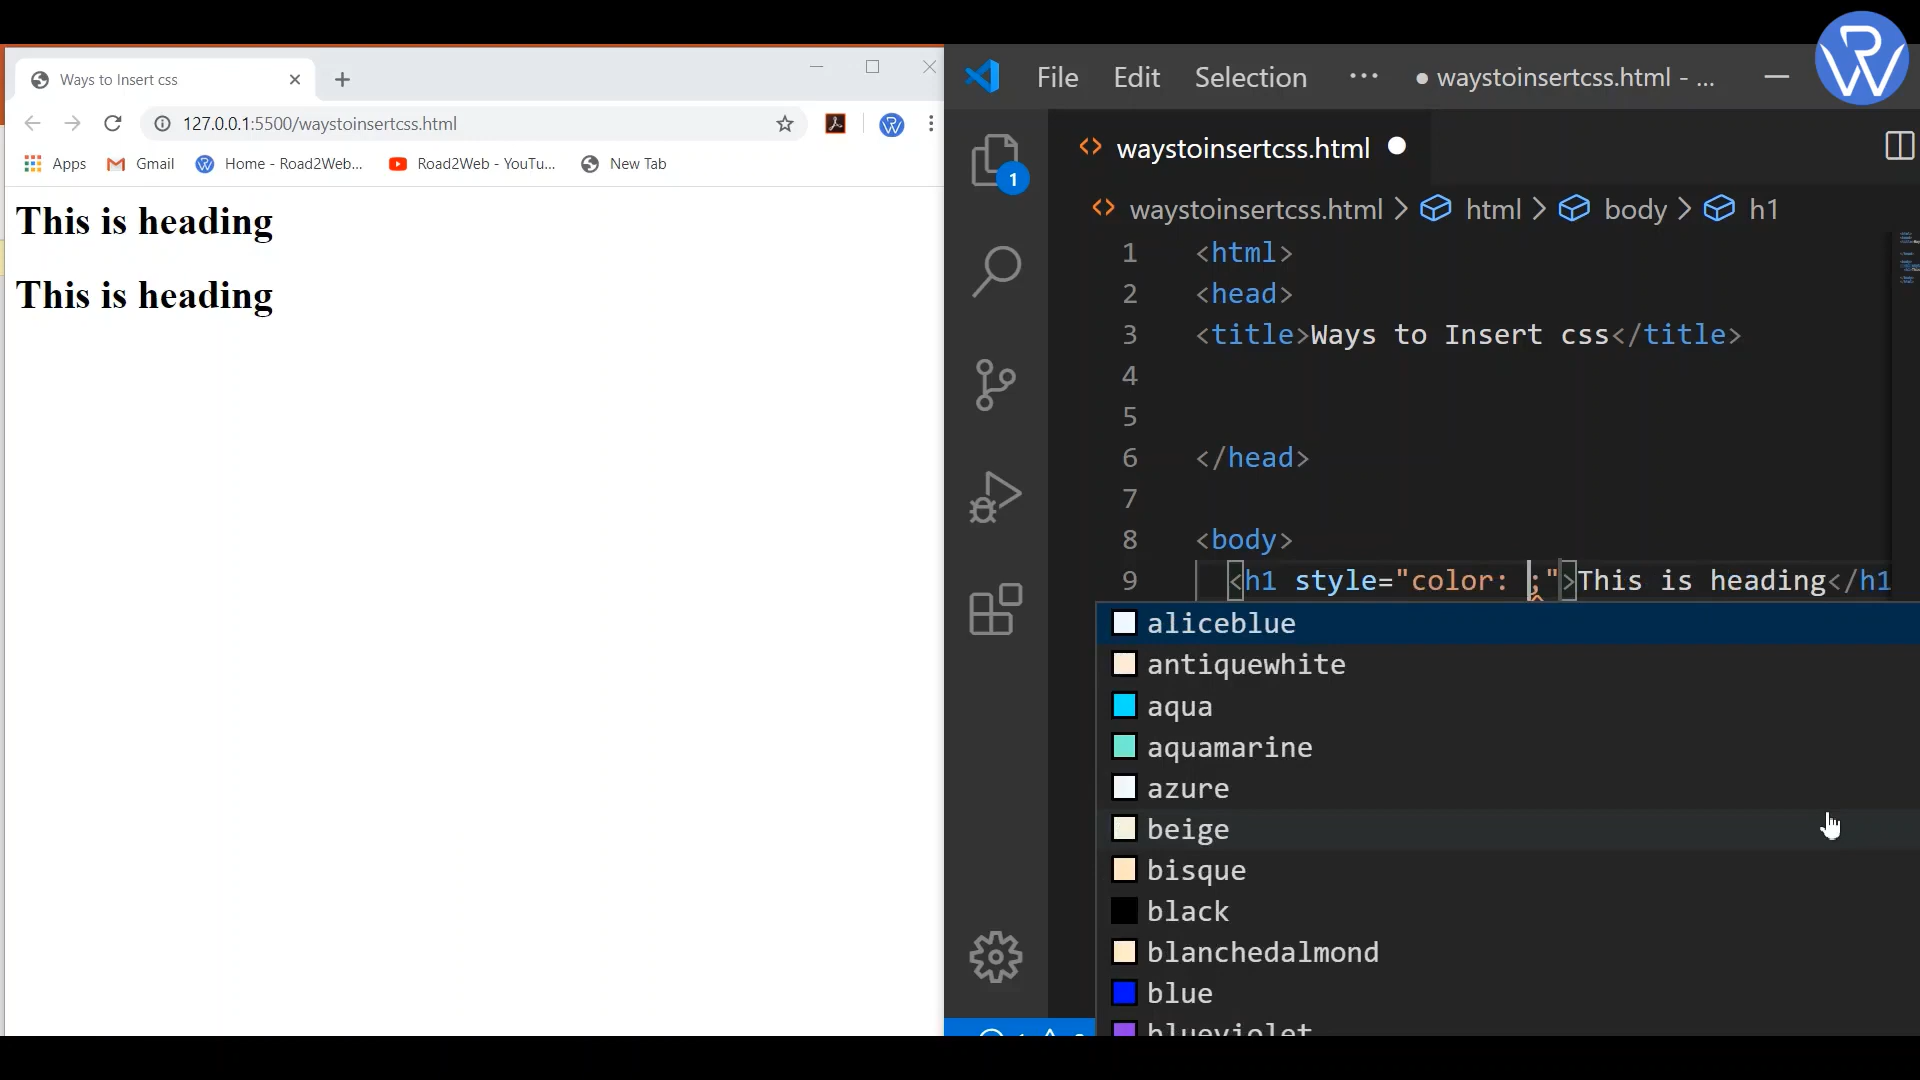 Ways to Insert css
127.0.0.1:5500/waystoinsertcss.html
Apps Gmail Home - Road2Web... Road2Web - YouTu... New Tab
This is heading
This is heading
File Edit Selection ··· ● waystoinsertcss.html - ...
waystoinsertcss.html
waystoinsertcss.html > html > body > h1
1
1 <html>
2 <head>
3 <title>Ways to Insert css</title>
4
5
6 </head>
7
8 <body>
9 <h1 style="color: ;">This is heading</h1
aliceblue
antiquewhite
aqua
aquamarine
azure
beige
bisque
black
blanchedalmond
blue
blueviolet